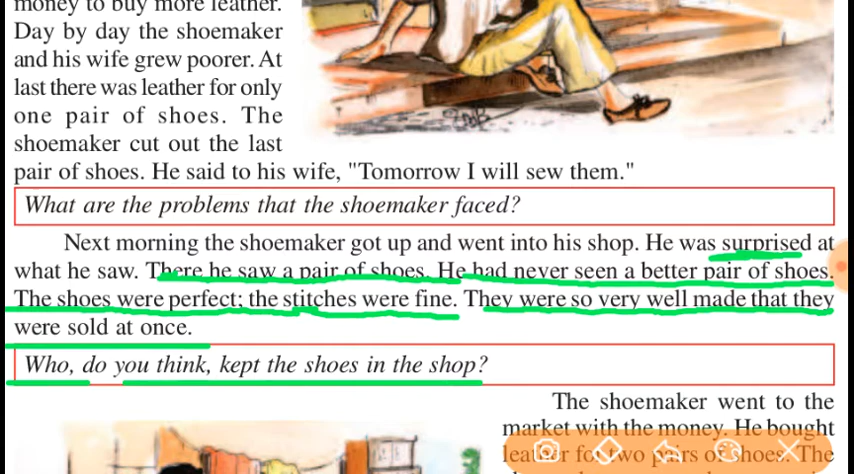 money to buy more leather.
Day by day the shoemaker
and his wife grew poorer. At
last there was leather for only
one pair of shoes. The
shoemaker cut out the last
pair of shoes. He said to his wife, "Tomorrow I will sew them."
What are the problems that the shoemaker faced?
Next morning the shoemaker got up and went into his shop. He was surprised at
what he saw. There he saw a pair of shoes. He had never seen a better pair of shoes.
The shoes were perfect; the stitches were fine. They were so very well made that they
were sold at once.
Who, do you think, kept the shoes in the shop?
The shoemaker went to the
market with the money. He bought
leather for two pairs of shoes. The